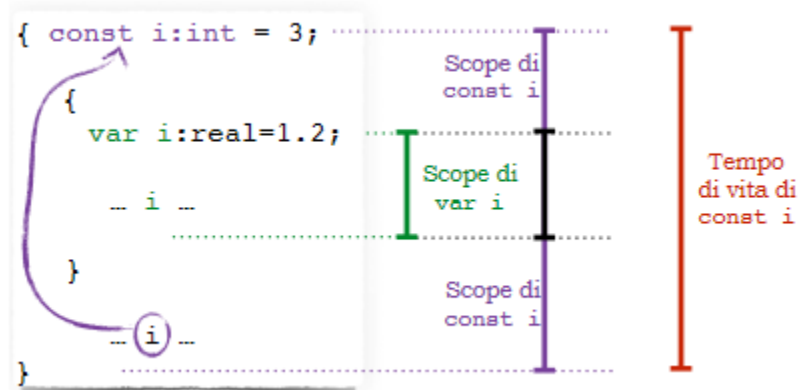 { const i:int = 3;
{
var i:real=1.2;
… i …
}
… i …
}
Scope di
const i
Scope di
var i
Scope di
const i
Tempo
di vita di
const i